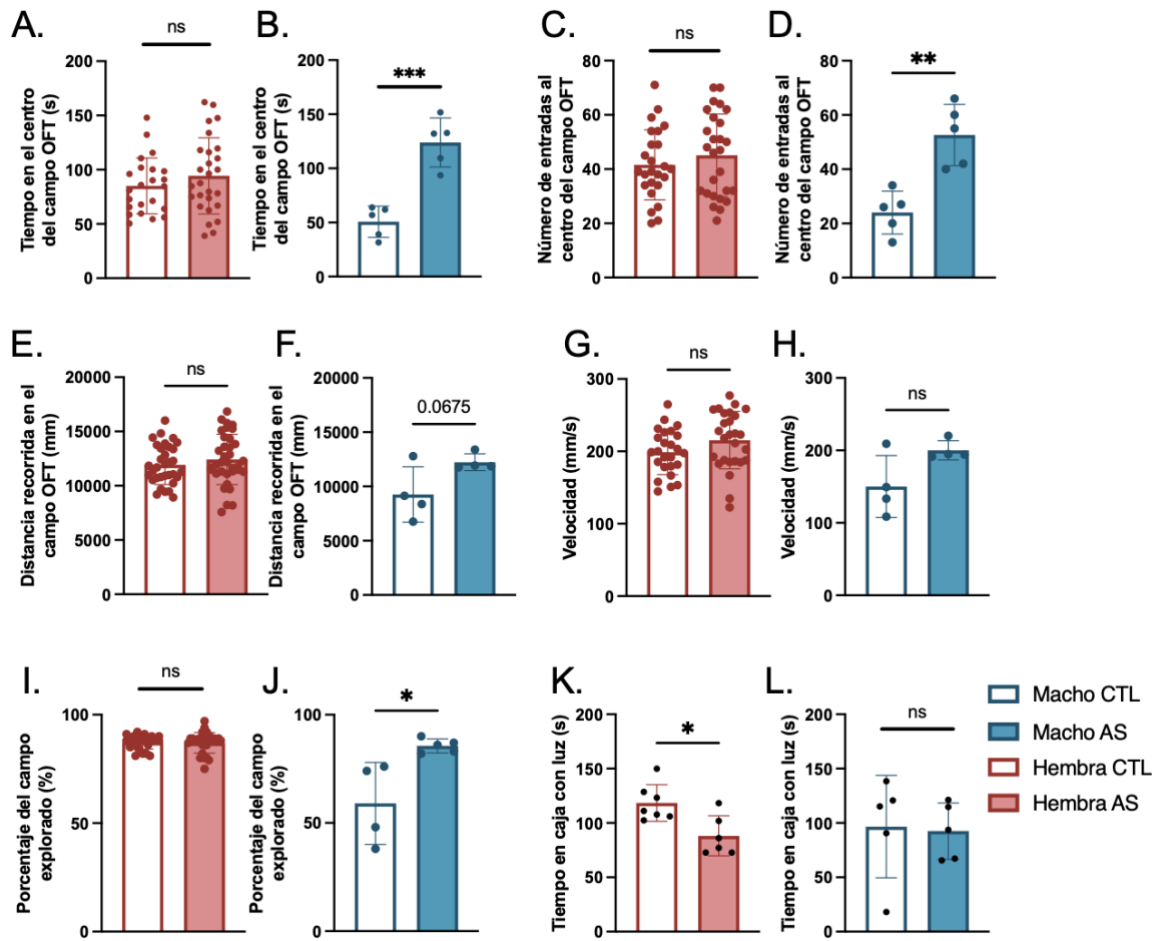 A.
ns
Tiempo en el centro
del campo OFT (s)
200
150
100
50
0
B.
***
Tiempo en el centro
del campo OFT (s)
200
150
100
50
0
C.
ns
Número de entradas al
centro del campo OFT
80
60
40
20
0
D.
**
Número de entradas al
centro del campo OFT
80
60
40
20
0
E.
ns
Distancia recorrida en el
campo OFT (mm)
20000
15000
10000
5000
0
F.
0.0675
Distancia recorrida en el
campo OFT (mm)
20000
15000
10000
5000
0
G.
ns
Velocidad (mm/s)
300
200
100
0
H.
ns
Velocidad (mm/s)
300
200
100
0
I.
ns
Porcentaje del campo
explorado (%)
100
50
0
J.
*
Porcentaje del campo
explorado (%)
100
50
0
K.
*
Tiempo en caja con luz (s)
200
150
100
50
0
L.
ns
Tiempo en caja con luz (s)
200
150
100
50
0
Macho CTL
Macho AS
Hembra CTL
Hembra AS